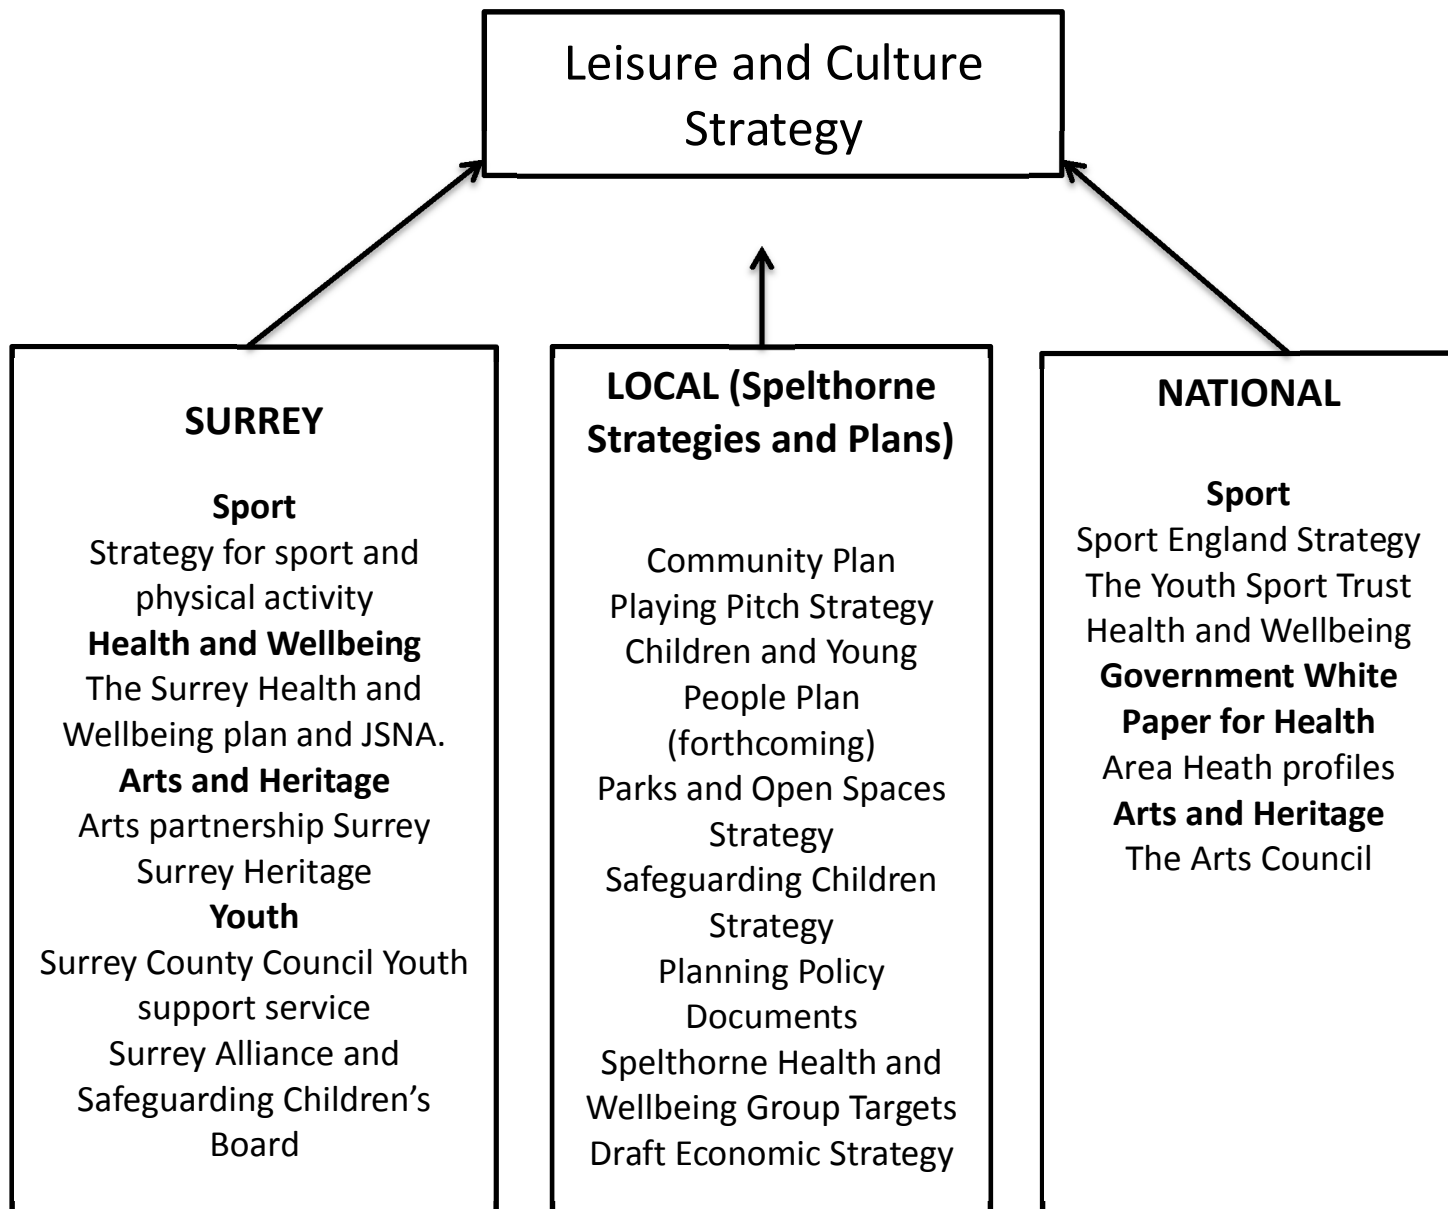 Leisure and Culture
Strategy
SURREY
Sport
Strategy for sport and
physical activity
Health and Wellbeing
The Surrey Health and
Wellbeing plan and JSNA.
Arts and Heritage
Arts partnership Surrey
Surrey Heritage
Youth
Surrey County Council Youth
support service
Surrey Alliance and
Safeguarding Children’s
Board
LOCAL (Spelthorne
Strategies and Plans)
Community Plan
Playing Pitch Strategy
Children and Young
People Plan
(forthcoming)
Parks and Open Spaces
Strategy
Safeguarding Children
Strategy
Planning Policy
Documents
Spelthorne Health and
Wellbeing Group Targets
Draft Economic Strategy
NATIONAL
Sport
Sport England Strategy
The Youth Sport Trust
Health and Wellbeing
Government White
Paper for Health
Area Heath profiles
Arts and Heritage
The Arts Council